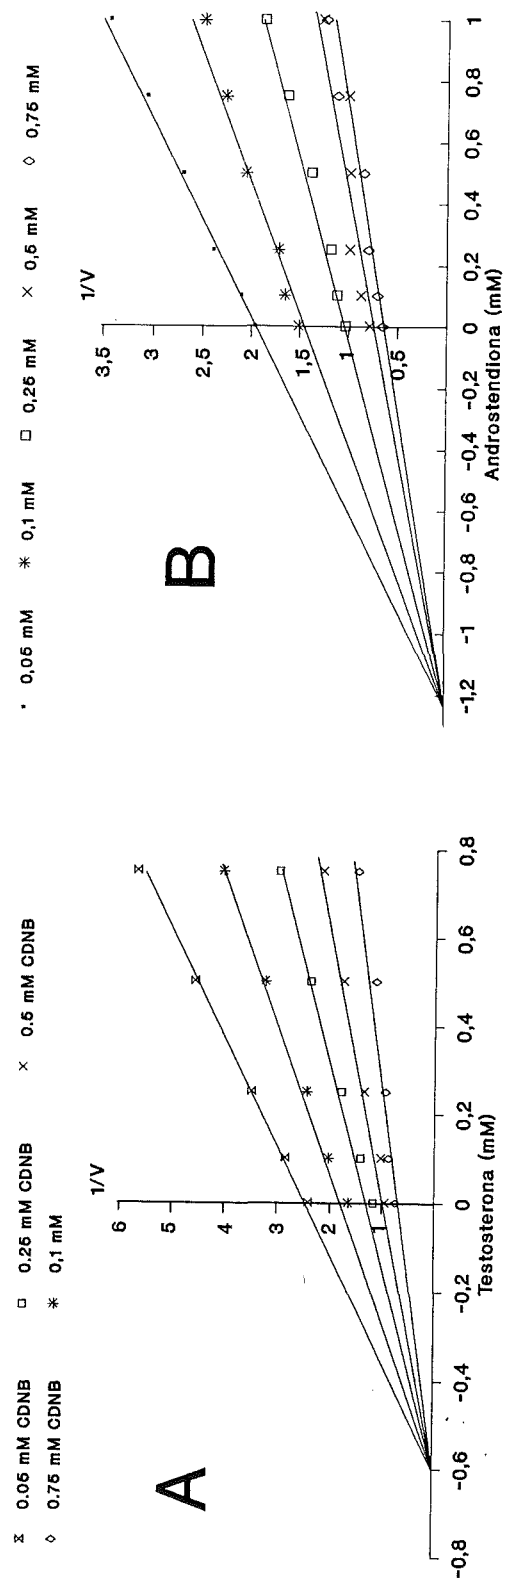 0.05 mM CDNB 0.25 mM CDNB 0.5 mM CDNB
0.75 mM CDNB 0,1 mM
A
1/V
6
5
4
3
2
1
-0,8 -0,6 -0,4 -0,2 0 0,2 0,4 0,6 0,8
Testosterona (mM)
0,05 mM 0,1 mM 0,25 mM 0,5 mM 0,75 mM
B
1/V
3,5
3
2,5
2
1,5
1
0,5
-1,2 -1 -0,8 -0,6 -0,4 -0,2 0 0,2 0,4 0,6 0,8 1
Androstendiona (mM)